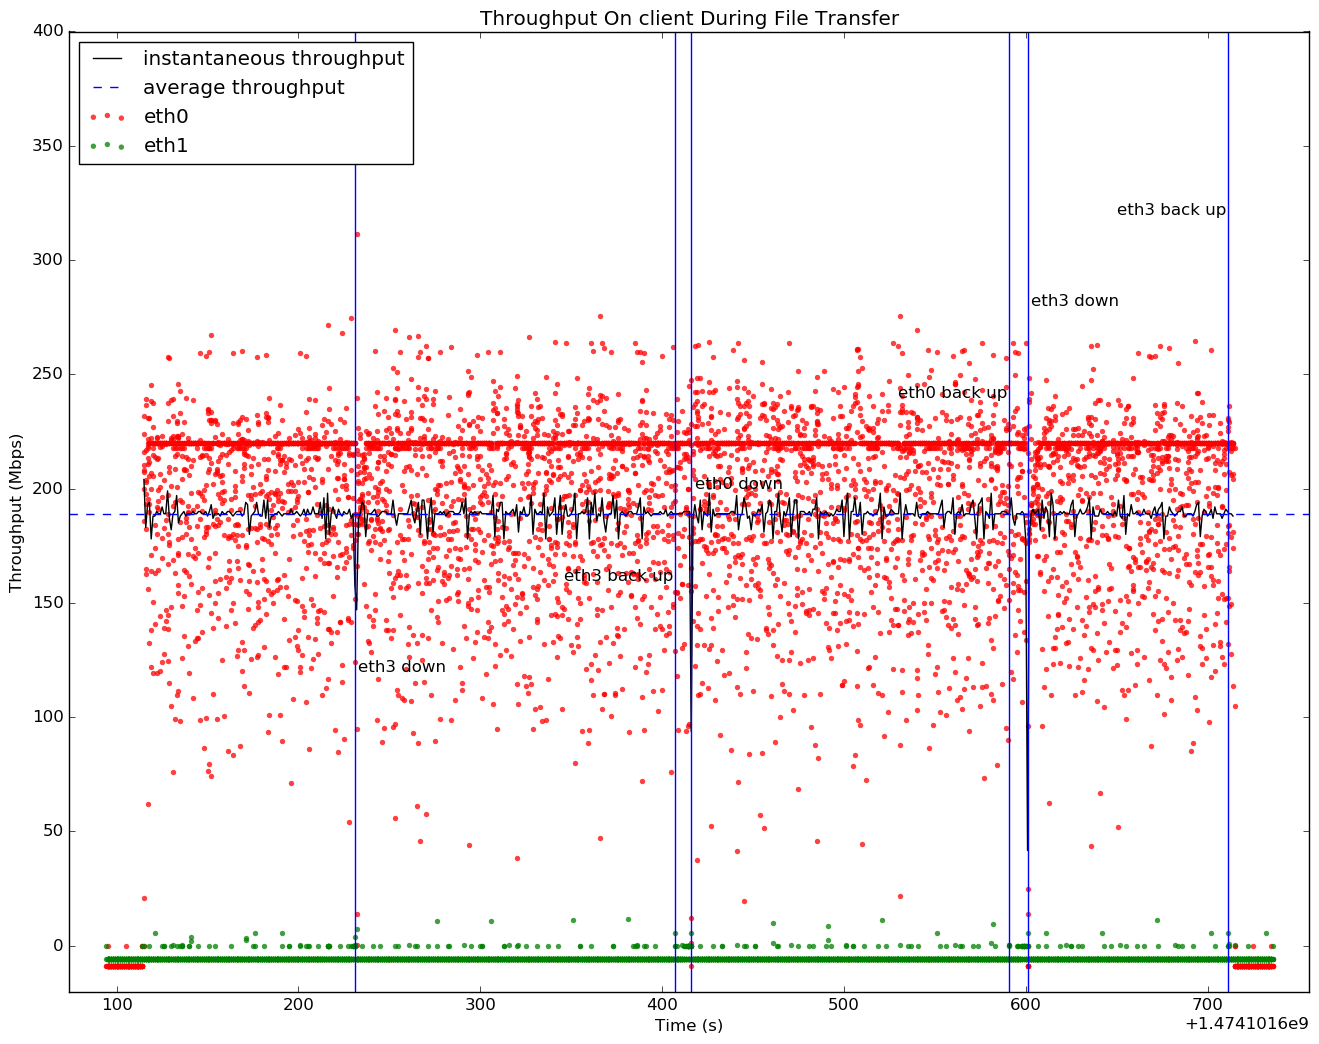 Throughput On client During File Transfer
400
350
300
250
200
150
100
50
0
Throughput (Mbps)
instantaneous throughput
average throughput
eth0
eth1
eth3 back up
eth3 down
eth0 back up
eth0 down
eth3 back up
eth3 down
100
200
300
400
500
600
700
Time (s)
+1.4741016e9